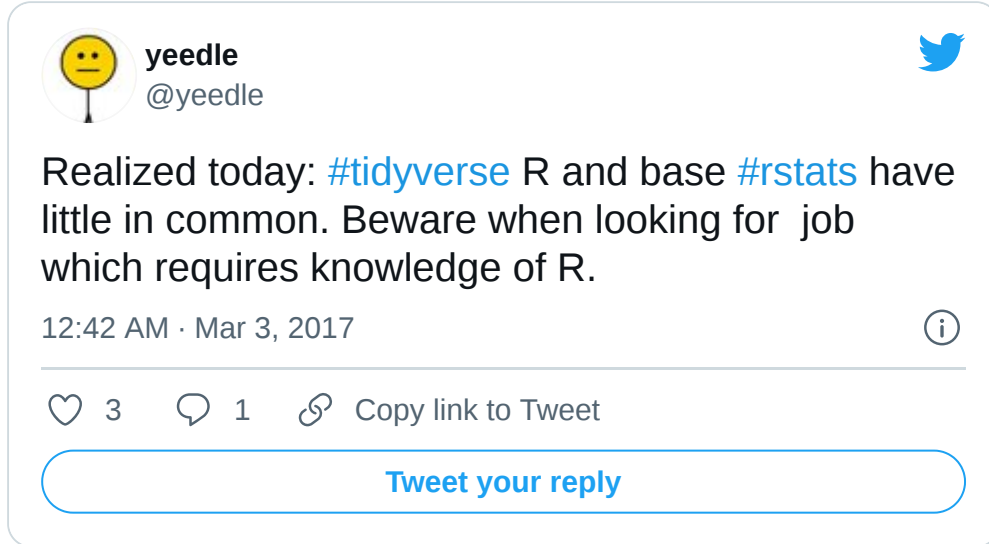 yeedle
@yeedle
Realized today: #tidyverse R and base #rstats have
little in common. Beware when looking for  job
which requires knowledge of R.
12:42 AM · Mar 3, 2017
3 1 Copy link to Tweet
Tweet your reply